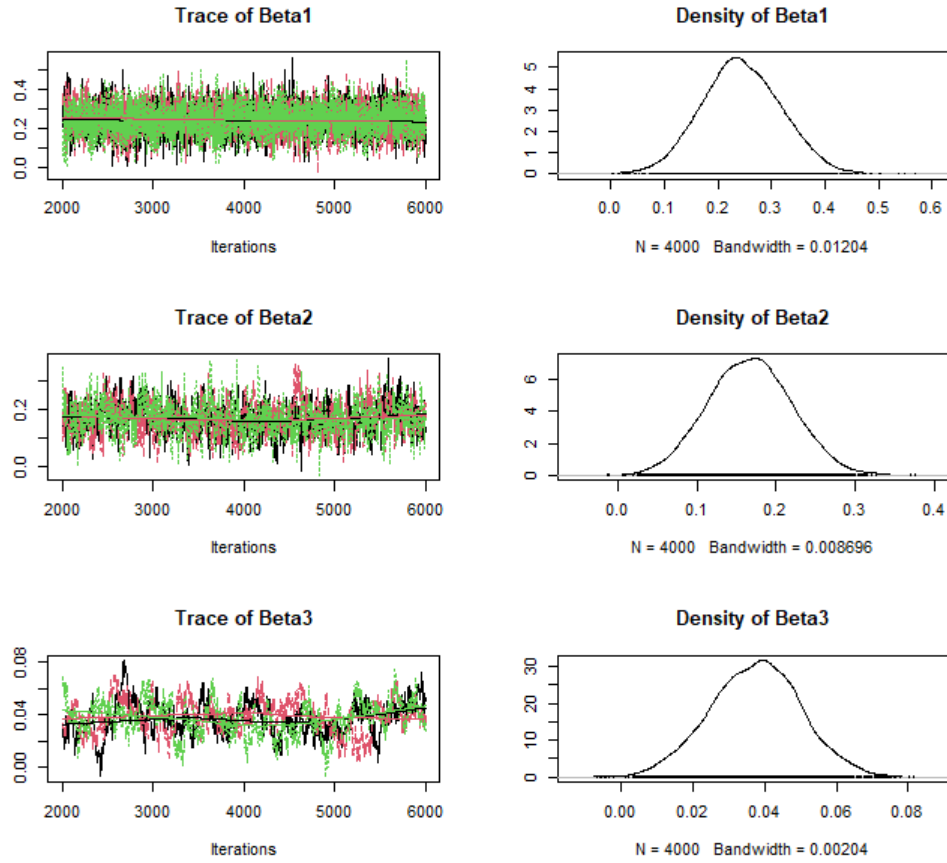 Trace of Beta1
0.0 0.2 0.4
2000 3000 4000 5000 6000
Iterations
Density of Beta1
0 1 2 3 4 5
0.0 0.1 0.2 0.3 0.4 0.5 0.6
N = 4000 Bandwidth = 0.01204
Trace of Beta2
0.0 0.2
2000 3000 4000 5000 6000
Iterations
Density of Beta2
0 2 4 6
0.0 0.1 0.2 0.3 0.4
N = 4000 Bandwidth = 0.008696
Trace of Beta3
0.00 0.04 0.08
2000 3000 4000 5000 6000
Iterations
Density of Beta3
0 10 20 30
0.00 0.02 0.04 0.06 0.08
N = 4000 Bandwidth = 0.00204